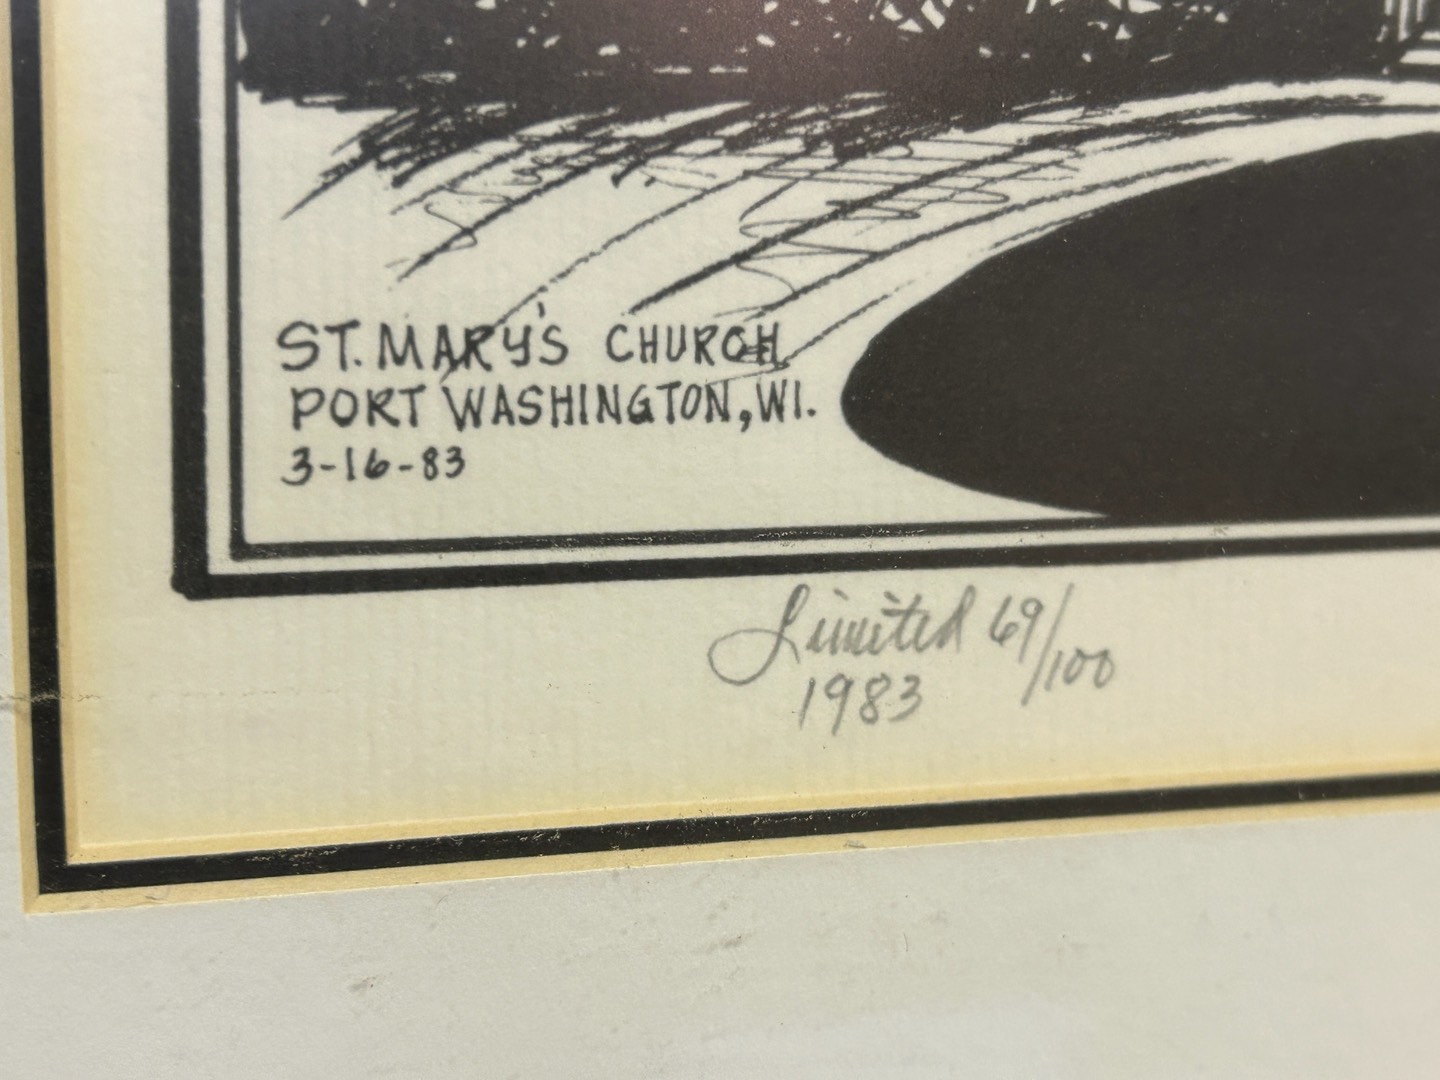 ST. MARY'S CHURCH
PORT WASHINGTON, WI.
3-16-83
Limited 69/100
1983